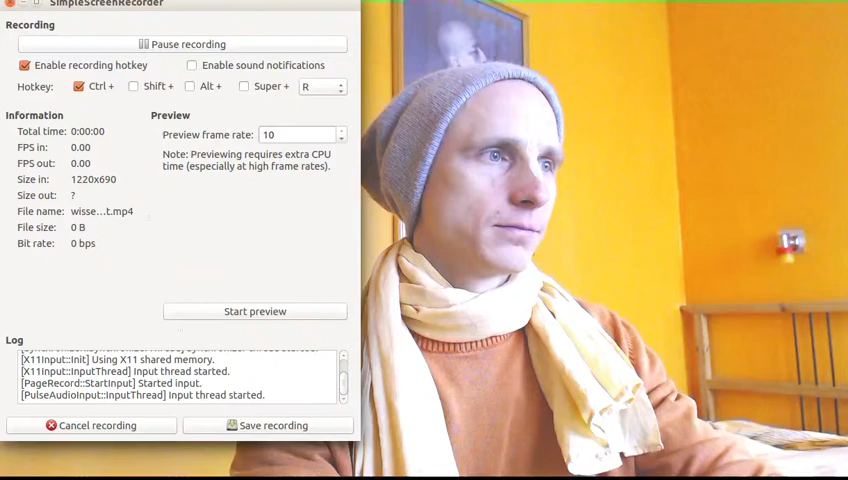 SimpleScreenRecorder
Recording
Pause recording
Enable recording hotkey Enable sound notifications
Hotkey: Ctrl + Shift + Alt + Super + R
Information Preview
Total time: 0:00:00
FPS in: 0.00
FPS out: 0.00
Size in: 1220x690
Size out: ?
File name: wisse...t.mp4
File size: 0 B
Bit rate: 0 bps
Preview frame rate: 10
Note: Previewing requires extra CPU
time (especially at high frame rates).
Start preview
Log
[X11Input::Init] Using X11 shared memory.
[X11Input::InputThread] Input thread started.
[PageRecord::StartInput] Started input.
[PulseAudioInput::InputThread] Input thread started.
Cancel recording Save recording